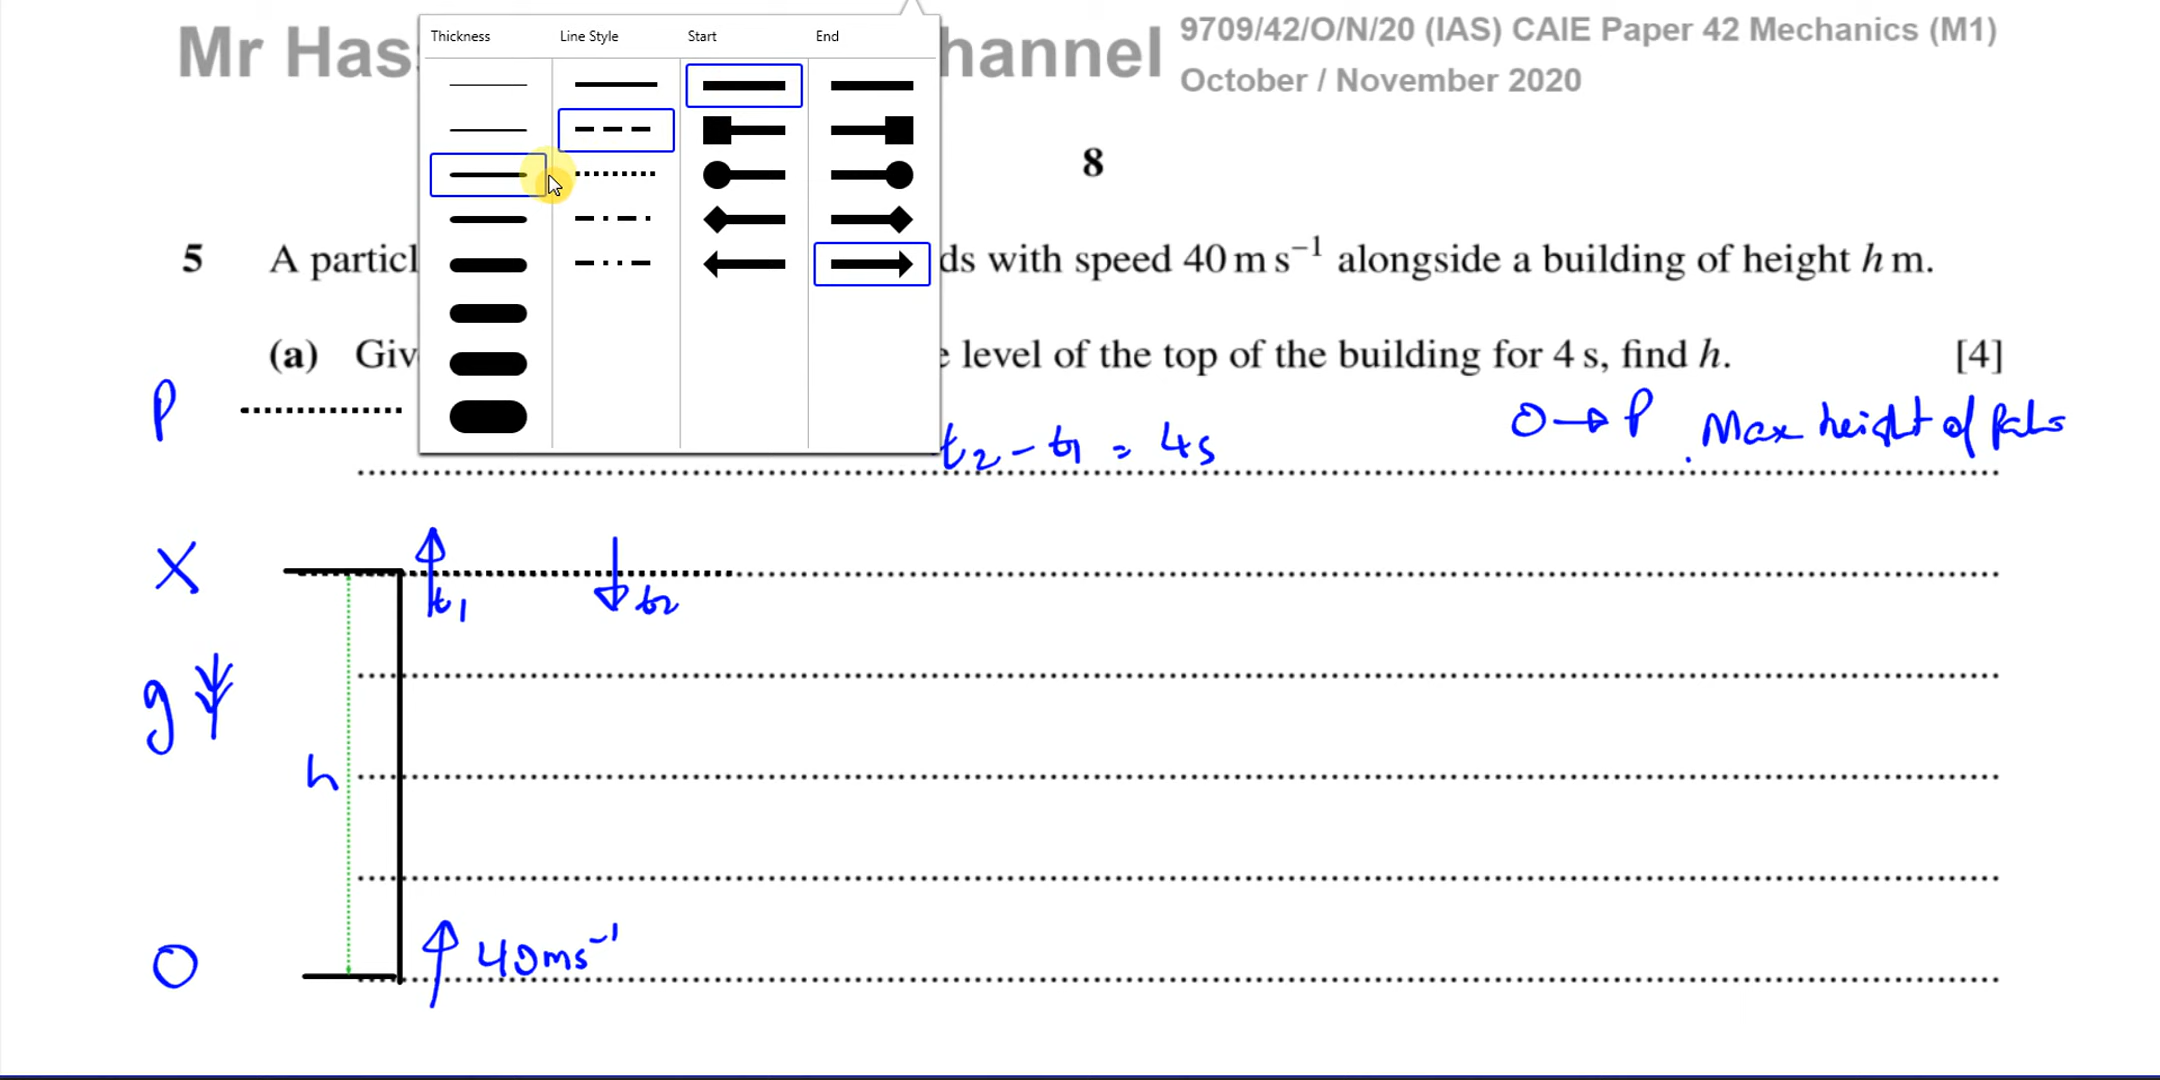 Mr Has hannel 9709/42/O/N/20 (IAS) CAIE Paper 42 Mechanics (M1)
October / November 2020
Thickness Line Style Start End
8
5 A particl ds with speed 40 m s⁻¹ alongside a building of height h m.
(a) Giv e level of the top of the building for 4 s, find h. [4]
P
O → P . Max height of
t₂ - t₁ = 4s
X
t₁ t₂
g
h
O 40ms⁻¹